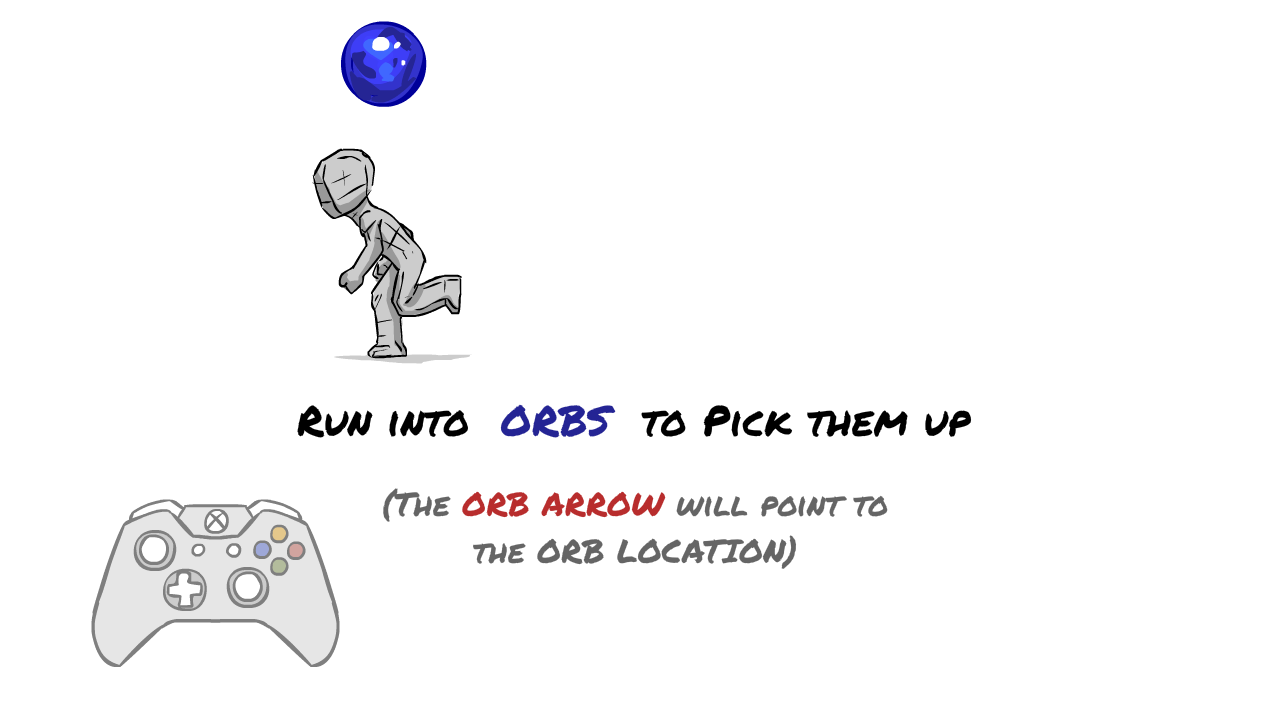 Run into ORBS to Pick them up
(The ORB ARROW will point to
the ORB LOCATION)